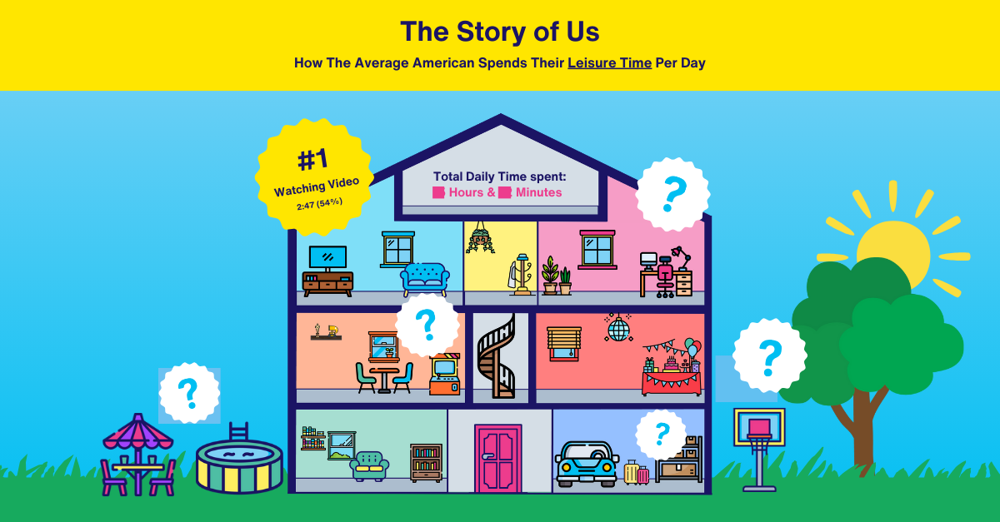 The Story of Us
How The Average American Spends Their Leisure Time Per Day
#1
Watching Video
2:47 (54%)
Total Daily Time spent:
Hours & Minutes
?
?
?
?
?